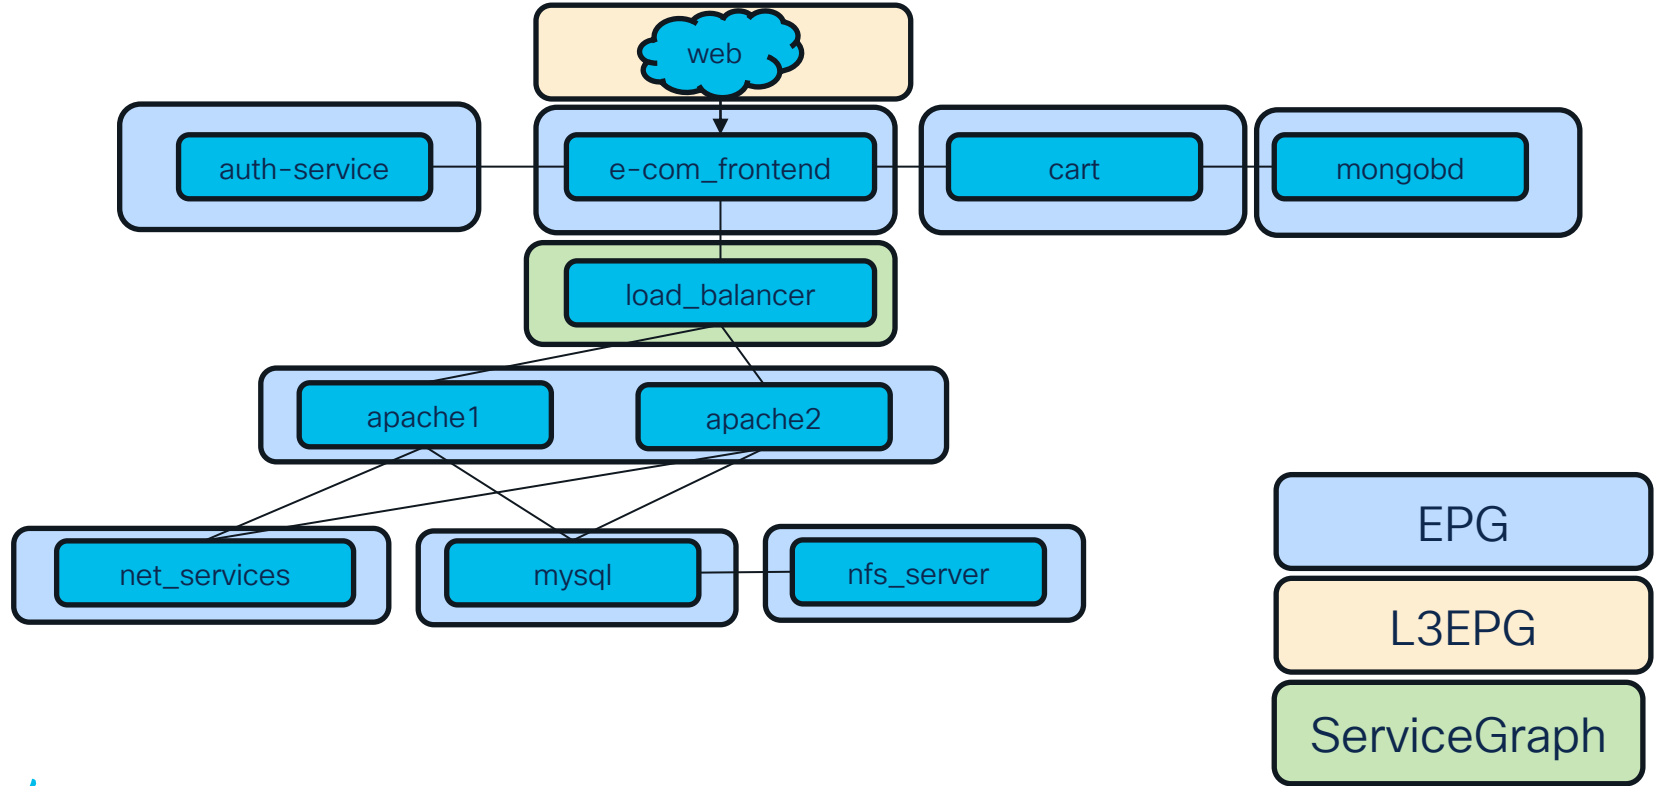 web
auth-service
e-com_frontend
cart
mongobd
load_balancer
apache1
apache2
net_services
mysql
nfs_server
EPG
L3EPG
ServiceGraph